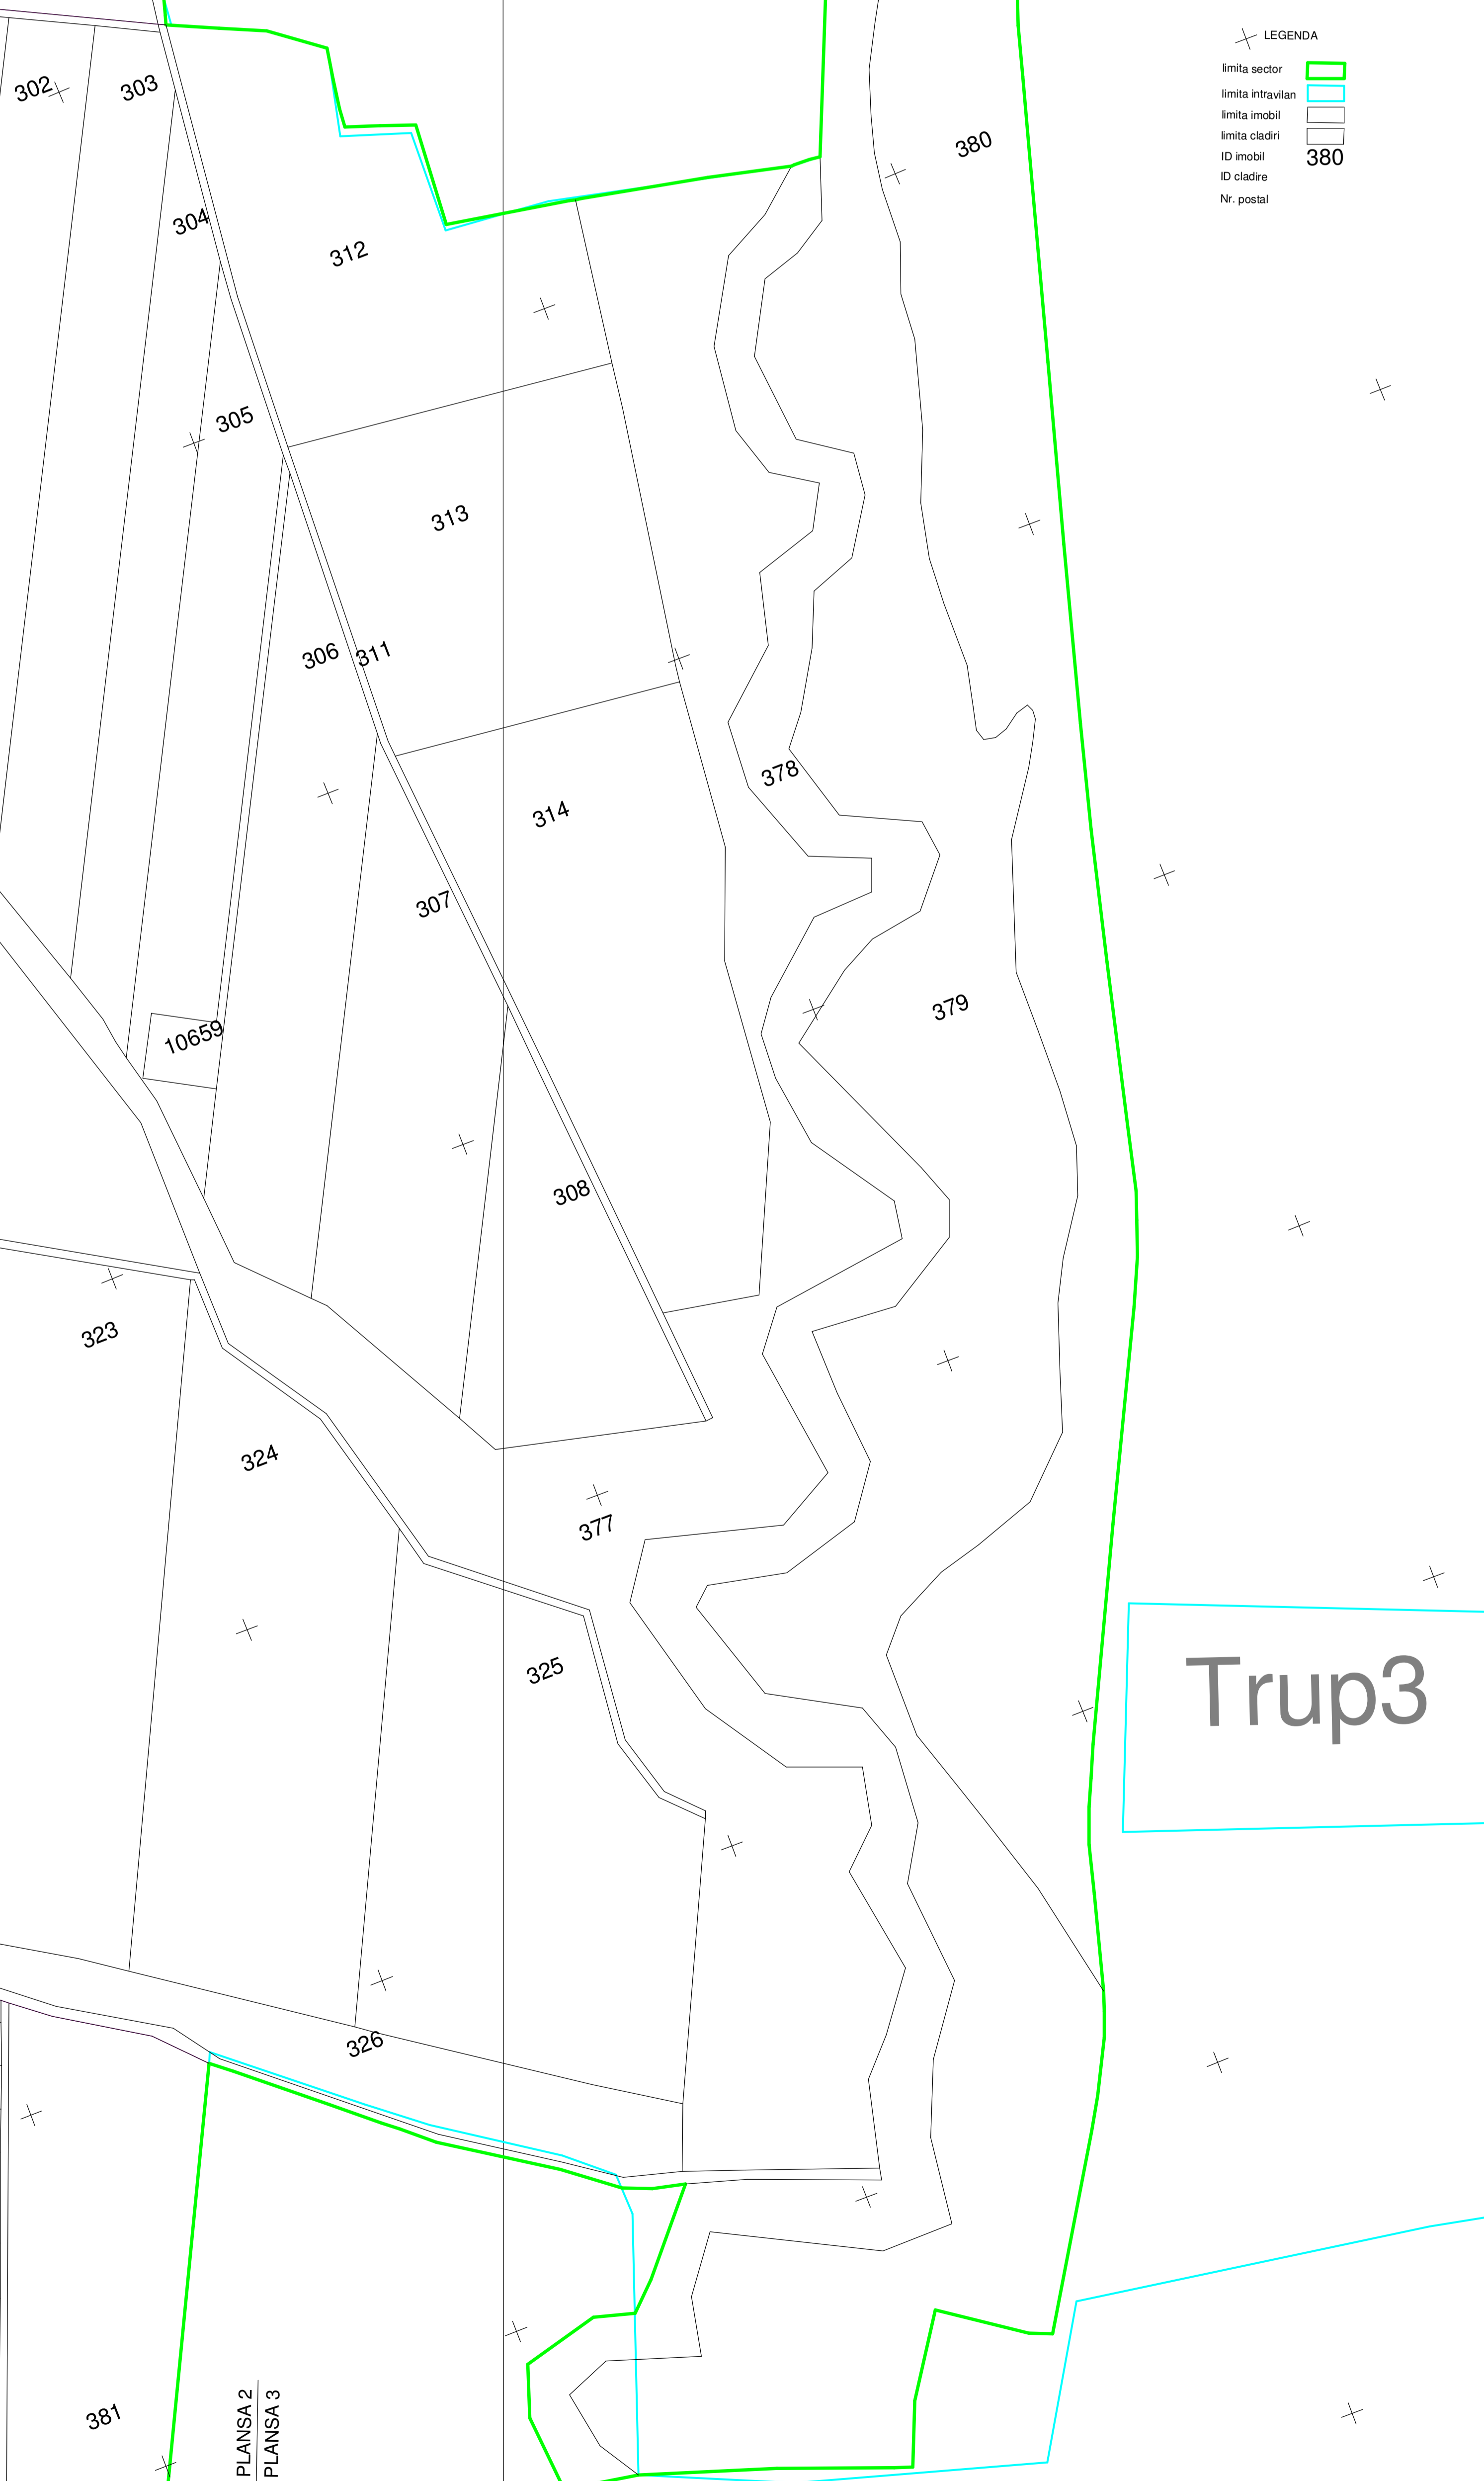 LEGENDA
limita sector
limita intravilan
limita imobil
limita cladiri
ID imobil 380
ID cladire
Nr. postal
302
303
380
304
312
305
313
306
311
378
314
307
379
10659
308
323
324
377
325
Trup3
326
381
PLANSA 2
PLANSA 3